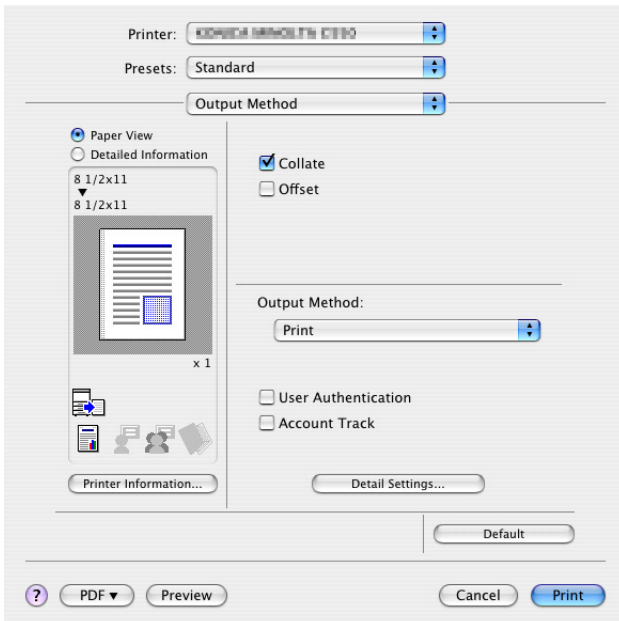 Printer:
Presets: Standard
Output Method
Paper View
Detailed Information
8 1/2x11
8 1/2x11
x 1
Printer Information...
Collate
Offset
Output Method:
Print
User Authentication
Account Track
Detail Settings...
Default
? PDF Preview Cancel Print